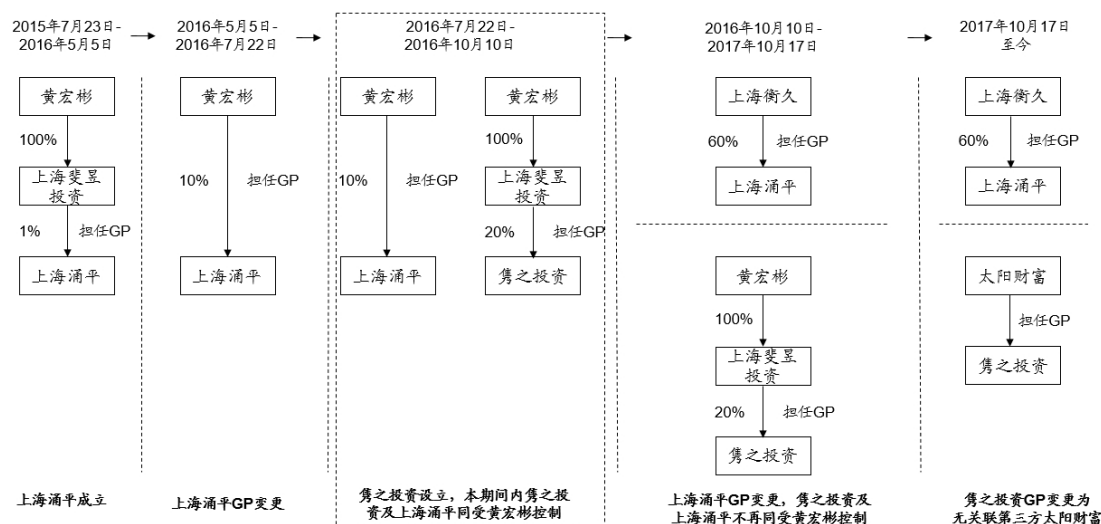 2015年7月23日-
2016年5月5日
2016年5月5日-
2016年7月22日
2016年7月22日-
2016年10月10日
2016年10月10日-
2017年10月17日
2017年10月17日
至今
黄宏彬
100%
上海斐昱
投资
1%
担任GP
上海涌平
上海涌平成立
黄宏彬
10%
担任GP
上海涌平
上海涌平GP变更
黄宏彬
10%
担任GP
上海涌平
黄宏彬
100%
上海斐昱
投资
20%
担任GP
隽之投资
隽之投资设立，本期间内隽之投
资及上海涌平同受黄宏彬控制
上海衡久
60%
担任GP
上海涌平
黄宏彬
100%
上海斐昱
投资
20%
担任GP
隽之投资
上海涌平GP变更，隽之投资及
上海涌平不再同受黄宏彬控制
上海衡久
60%
担任GP
上海涌平
太阳财富
担任GP
隽之投资
隽之投资GP变更为
无关联第三方太阳财富